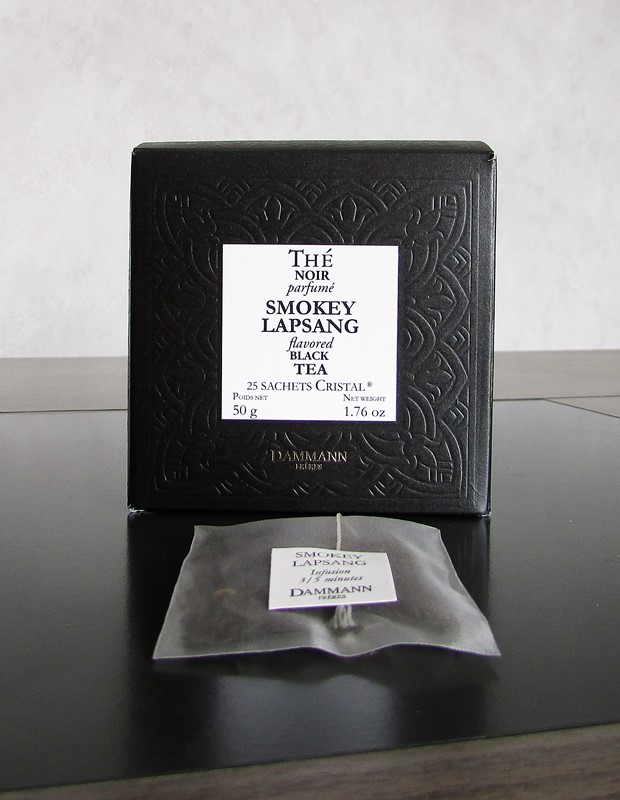 THÉ
NOIR
parfumé
SMOKEY
LAPSANG
flavored
BLACK
TEA
25 SACHETS CRISTAL®
POIDS NET NET WEIGHT
50 g 1.76 oz
DAMMANN
FRÈRES
SMOKEY
LAPSANG
Infusion
3/5 minutes
DAMMANN
FRÈRES